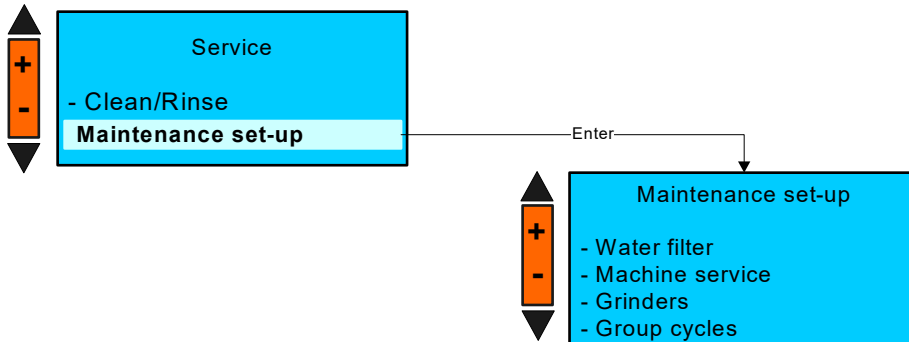 Service
+
- Clean/Rinse
-
Maintenance set-up
Enter
Maintenance set-up
+
- Water filter
- Machine service
-
- Grinders
- Group cycles